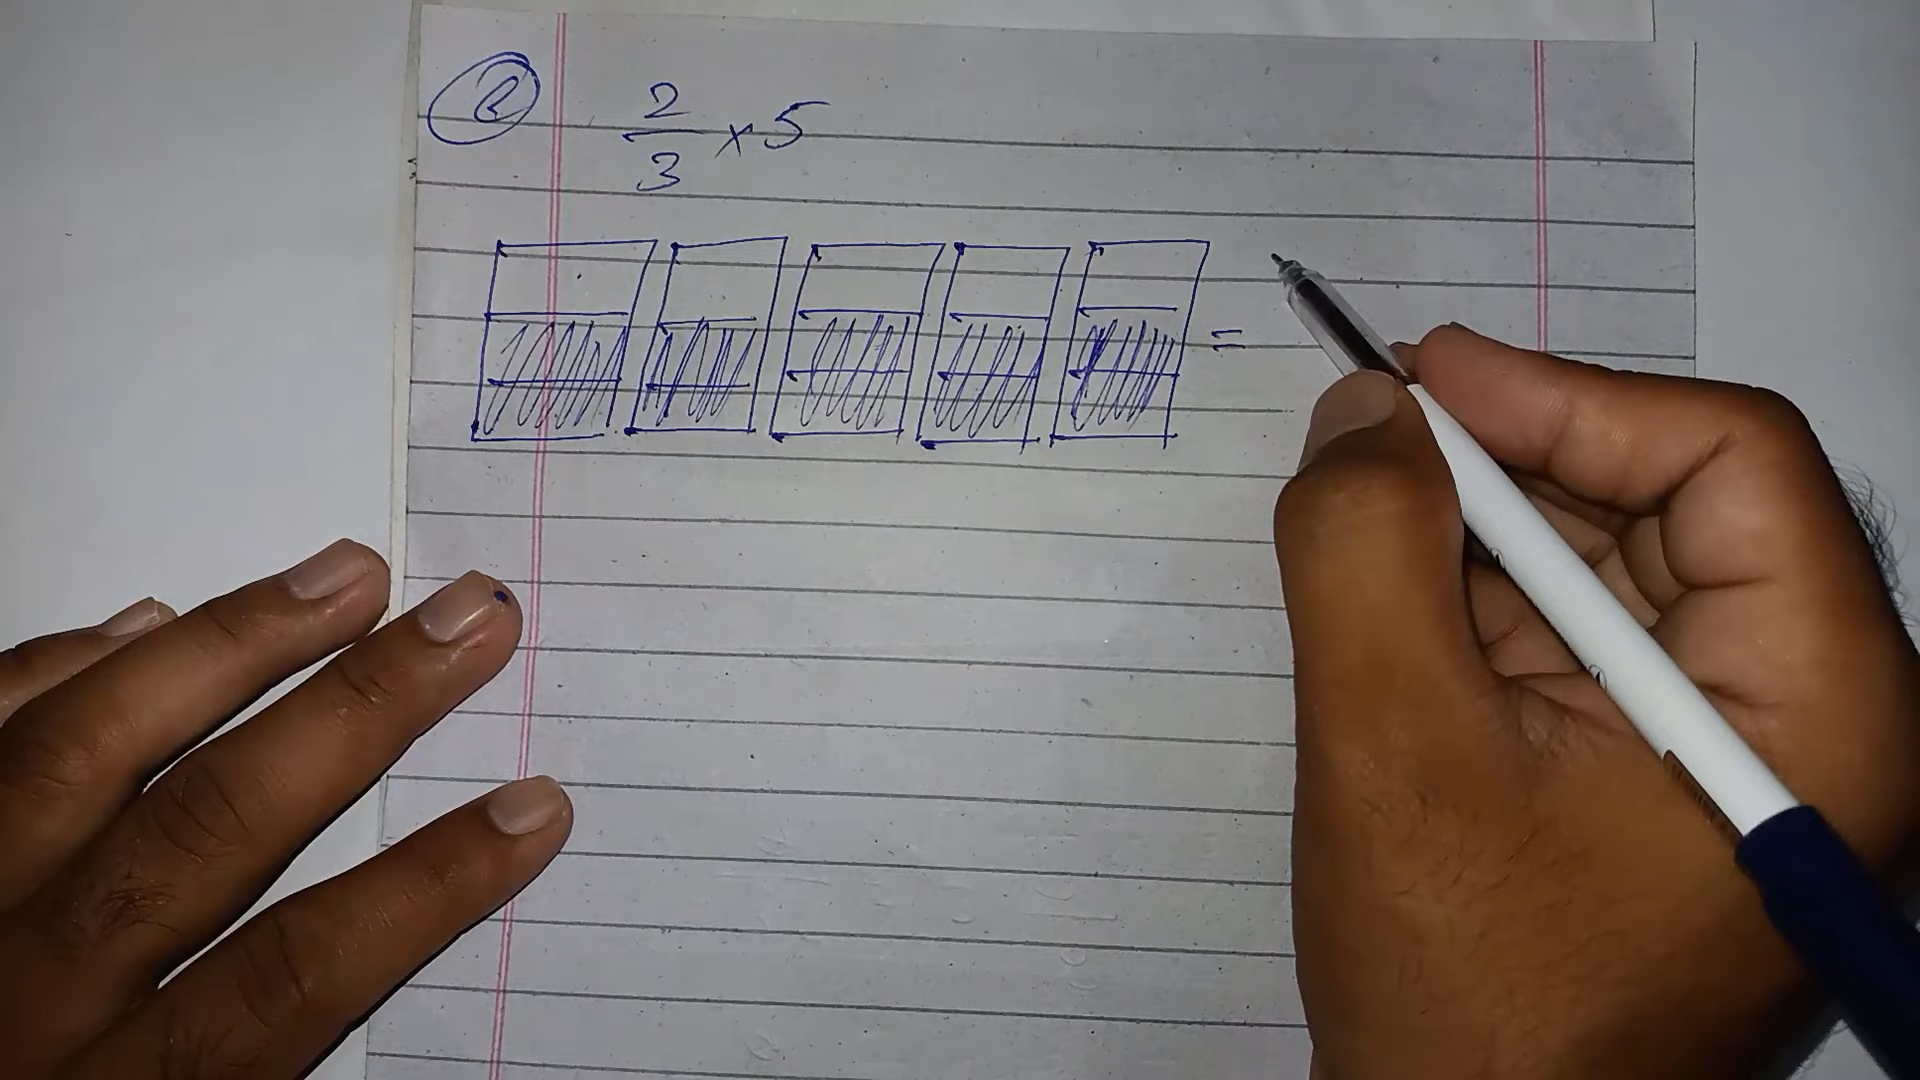 ② 2/3 × 5
=